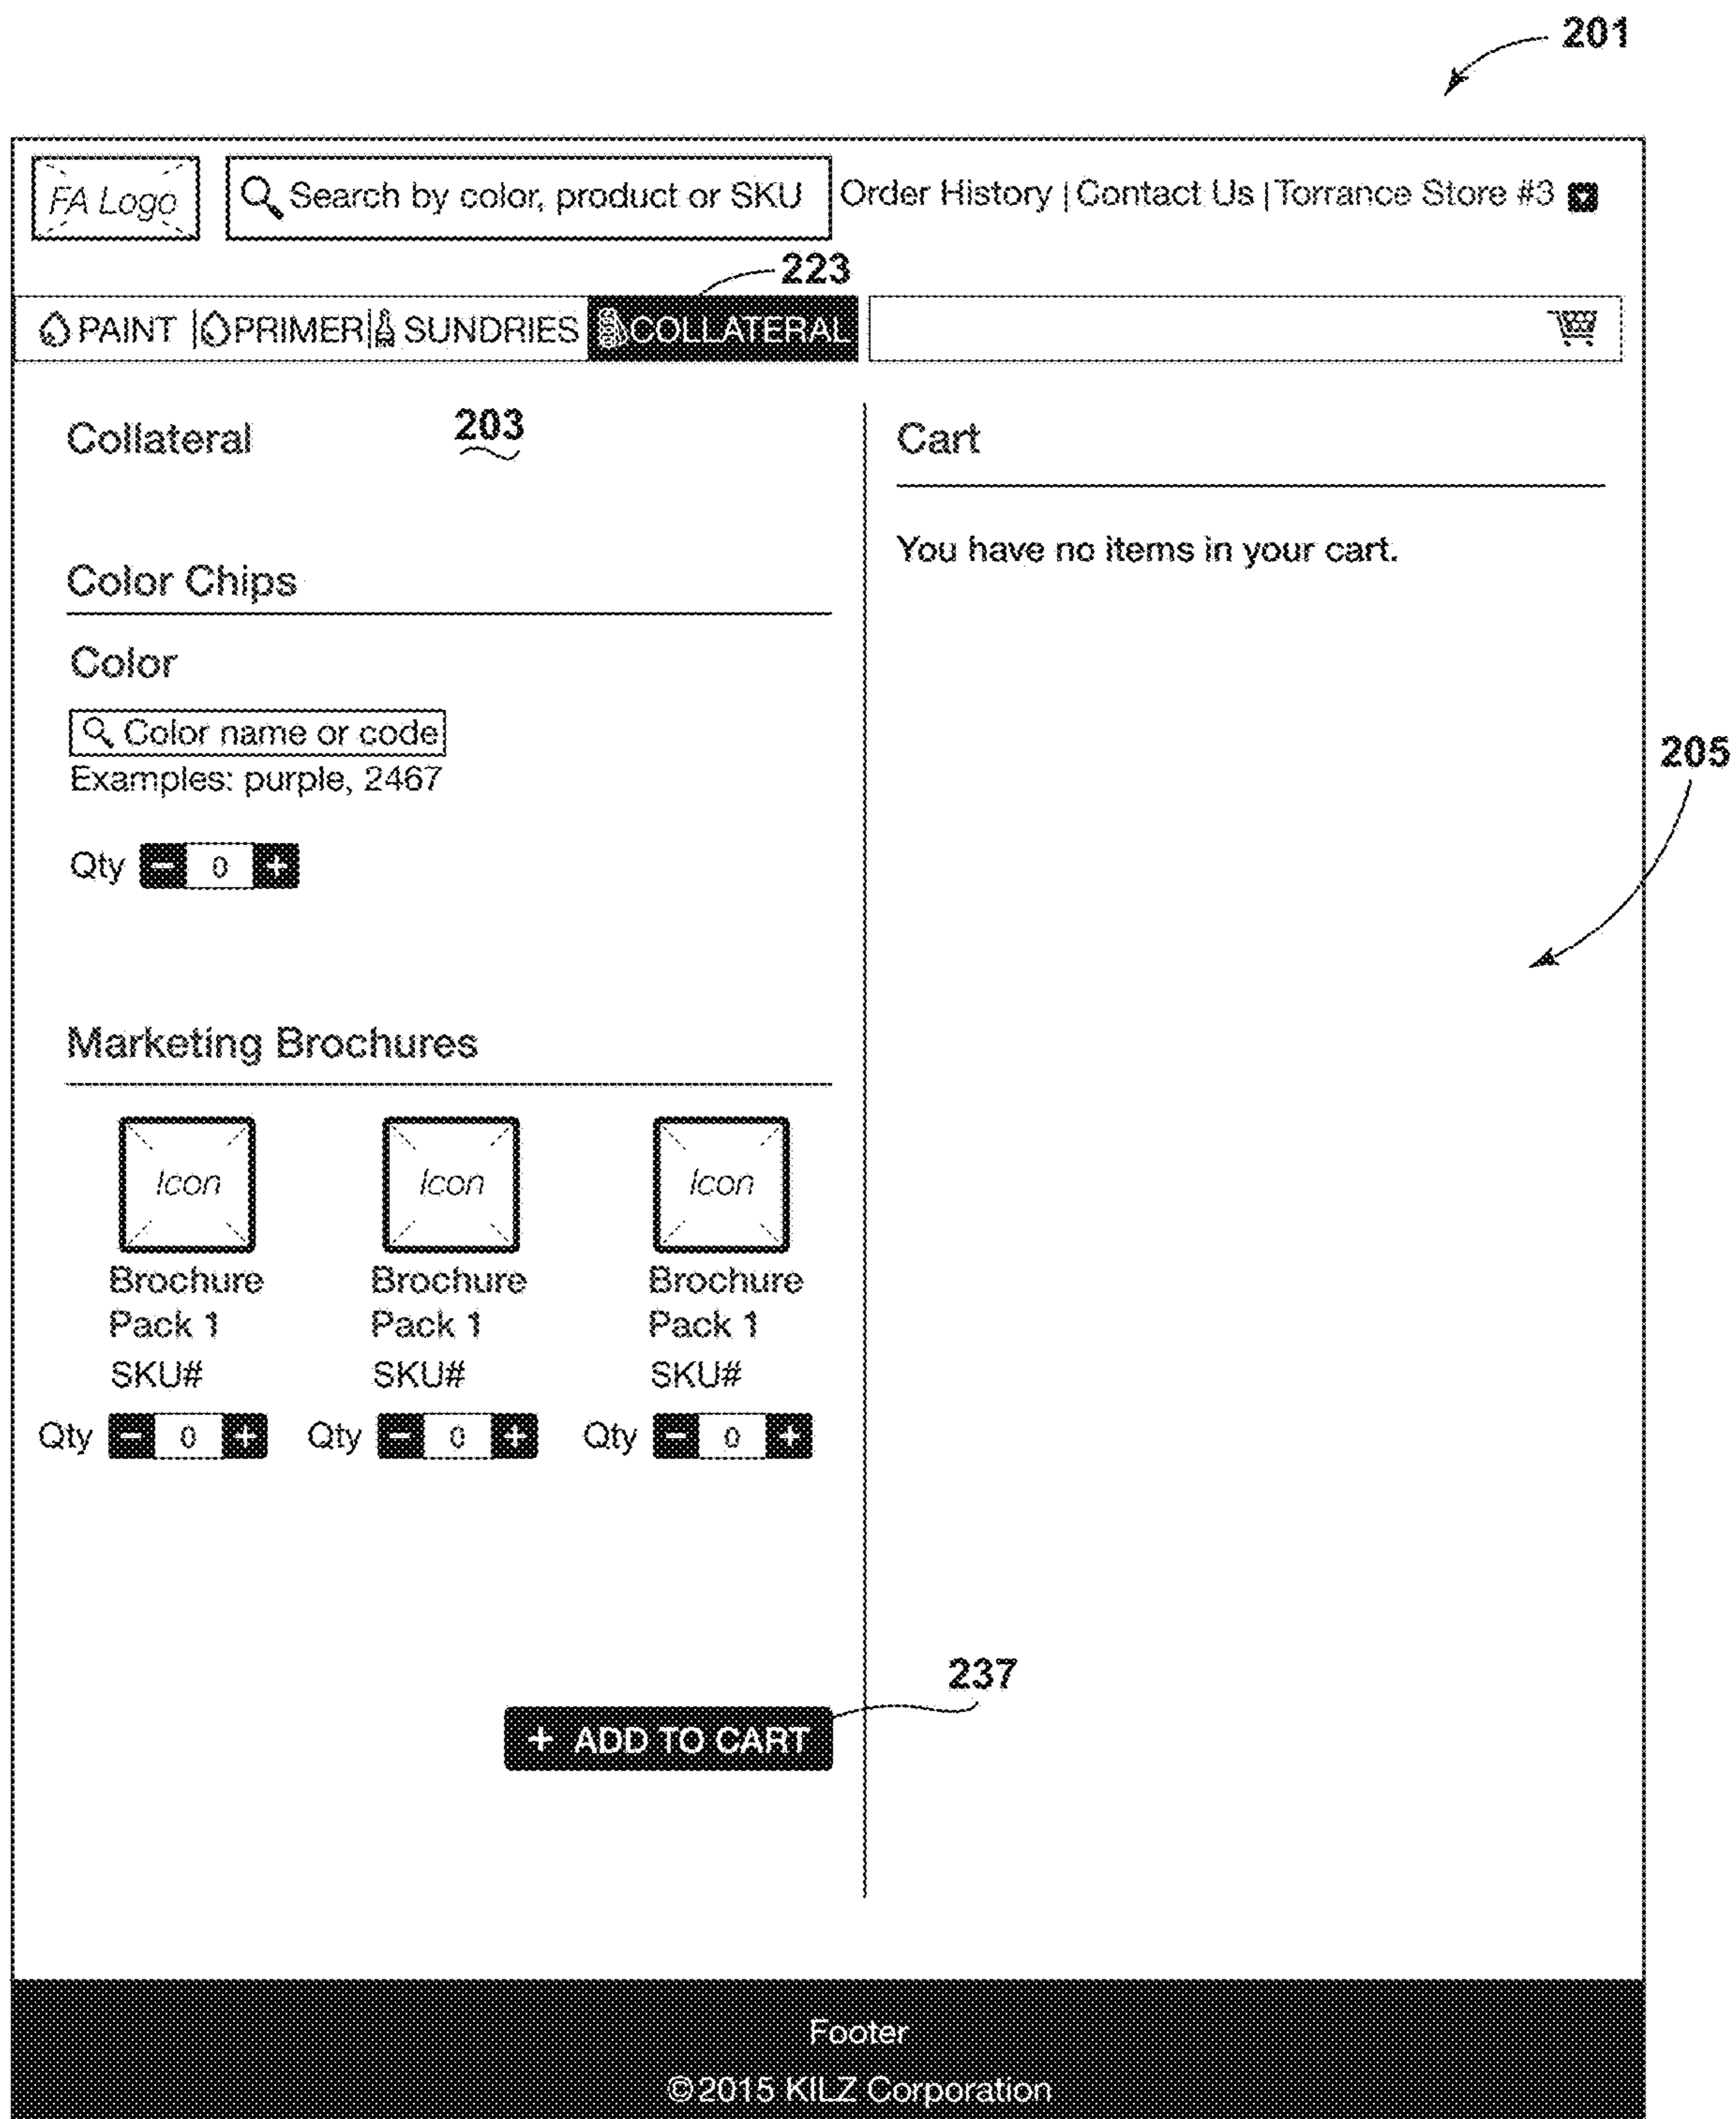 201
FA Logo
Search by color, product or SKU
Order History | Contact Us | Torrance Store #3
223
PAINT | PRIMER | SUNDRIES COLLATERAL
Collateral
203
Cart
You have no items in your cart.
Color Chips
Color
Color name or code
Examples: purple, 2467
205
Qty - 0 +
Marketing Brochures
Icon Icon Icon
Brochure Brochure Brochure
Pack 1 Pack 1 Pack 1
SKU# SKU# SKU#
Qty - 0 + Qty - 0 + Qty - 0 +
237
+ ADD TO CART
Footer
©2015 KILZ Corporation